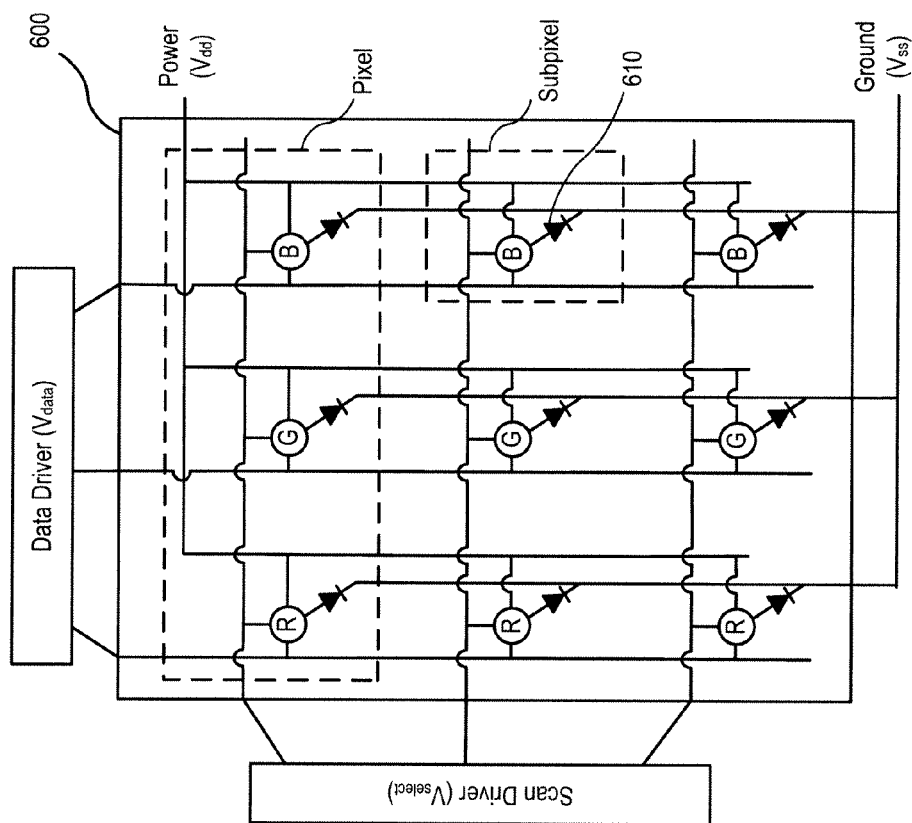 600
Power
(Vdd)
Pixel
Subpixel
610
Ground
(Vss)
Data Driver (Vdata)
Scan Driver (Vselect)
R G B
R G B
R G B